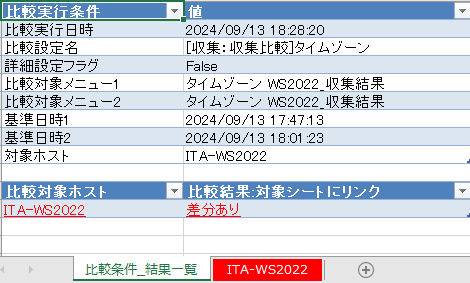 比較実行条件 値
比較実行日時 2024/09/13 18:28:20
比較設定名 [収集:収集比較]タイムゾーン
詳細設定フラグ False
比較対象メニュー1 タイムゾーン WS2022_収集結果
比較対象メニュー2 タイムゾーン WS2022_収集結果
基準日時1 2024/09/13 17:47:13
基準日時2 2024/09/13 18:01:23
対象ホスト ITA-WS2022
比較対象ホスト 比較結果:対象シートにリンク
ITA-WS2022 差分あり
比較条件_結果一覧 ITA-WS2022